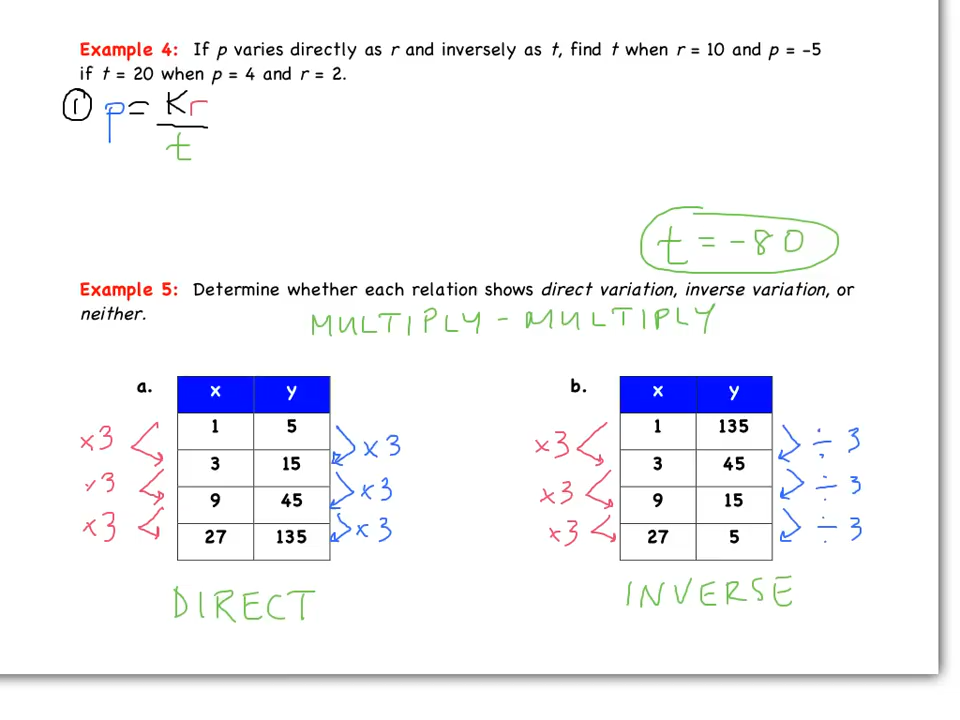 Example 4: If p varies directly as r and inversely as t, find t when r = 10 and p = -5
if t = 20 when p = 4 and r = 2.
① p = Kr
t
t = -80
Example 5: Determine whether each relation shows direct variation, inverse variation, or
neither.
MULTIPLY - MULTIPLY
a.
x y
1 5
3 15
9 45
27 135
×3
×3
×3
×3
×3
×3
DIRECT
b.
x y
1 135
3 45
9 15
27 5
×3
×3
×3
÷ 3
÷ 3
÷ 3
INVERSE